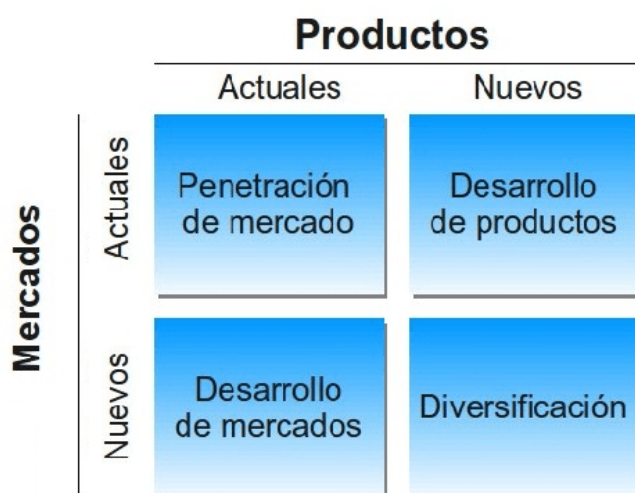 Productos
Actuales
Nuevos
Mercados
Actuales
Penetración
de mercado
Desarrollo
de productos
Nuevos
Desarrollo
de mercados
Diversificación